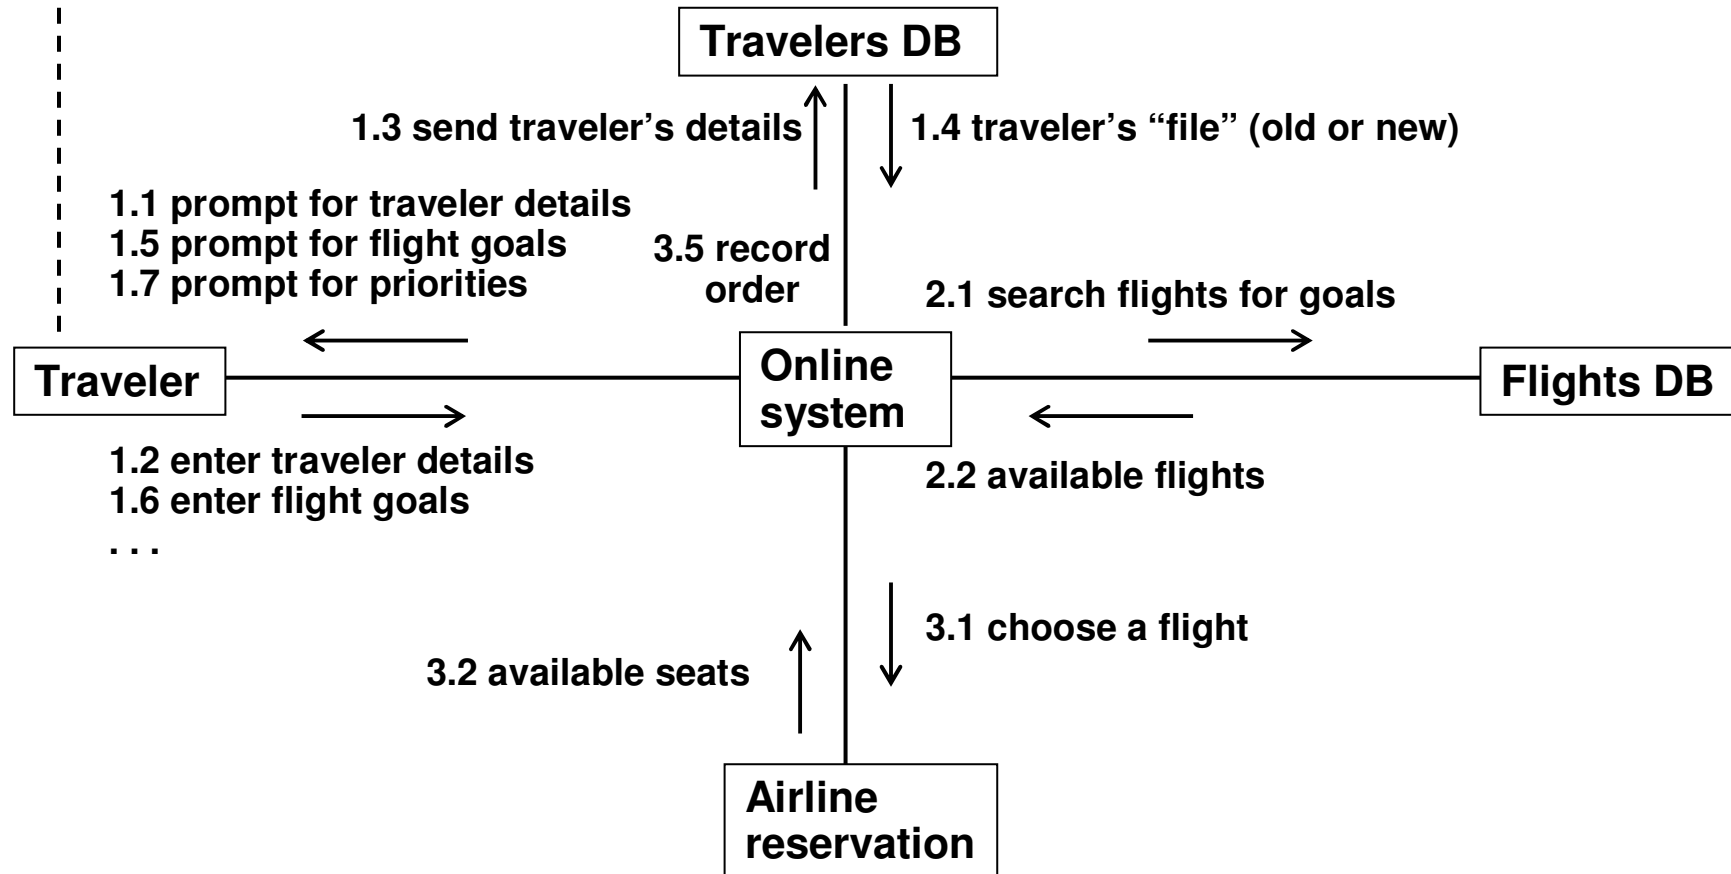 Travelers DB
1.3 send traveler’s details
1.4 traveler’s “file” (old or new)
1.1 prompt for traveler details
1.5 prompt for flight goals
1.7 prompt for priorities
3.5 record
order
2.1 search flights for goals
Traveler
Online
system
Flights DB
1.2 enter traveler details
1.6 enter flight goals
. . .
2.2 available flights
3.1 choose a flight
3.2 available seats
Airline
reservation